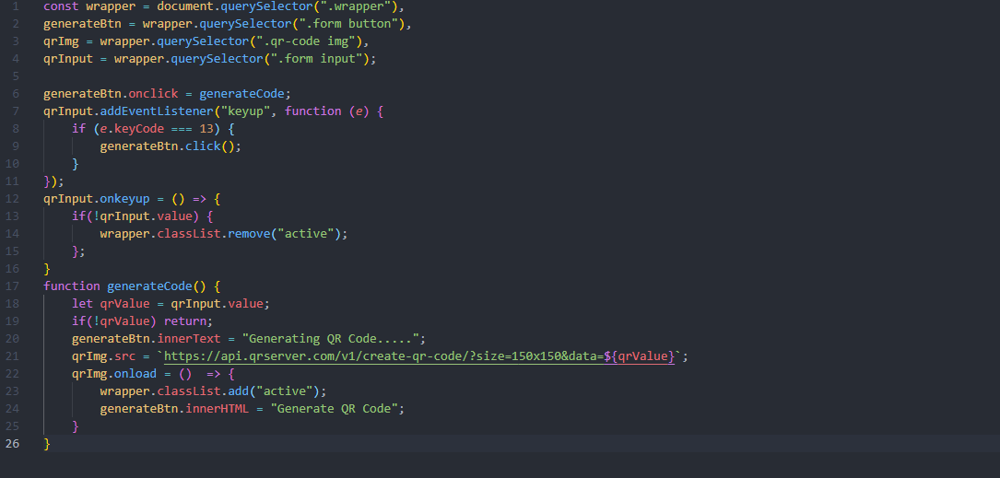 1 const wrapper = document.querySelector(".wrapper"),
2 generateBtn = wrapper.querySelector(".form button"),
3 qrImg = wrapper.querySelector(".qr-code img"),
4 qrInput = wrapper.querySelector(".form input");
5
6 generateBtn.onclick = generateCode;
7 qrInput.addEventListener("keyup", function (e) {
8     if (e.keyCode === 13) {
9         generateBtn.click();
10     }
11 });
12 qrInput.onkeyup = () => {
13     if(!qrInput.value) {
14         wrapper.classList.remove("active");
15     };
16 }
17 function generateCode() {
18     let qrValue = qrInput.value;
19     if(!qrValue) return;
20     generateBtn.innerText = "Generating QR Code.....";
21     qrImg.src = `https://api.qrserver.com/v1/create-qr-code/?size=150x150&data=${qrValue}`;
22     qrImg.onload = ()  => {
23         wrapper.classList.add("active");
24         generateBtn.innerHTML = "Generate QR Code";
25     }
26 }